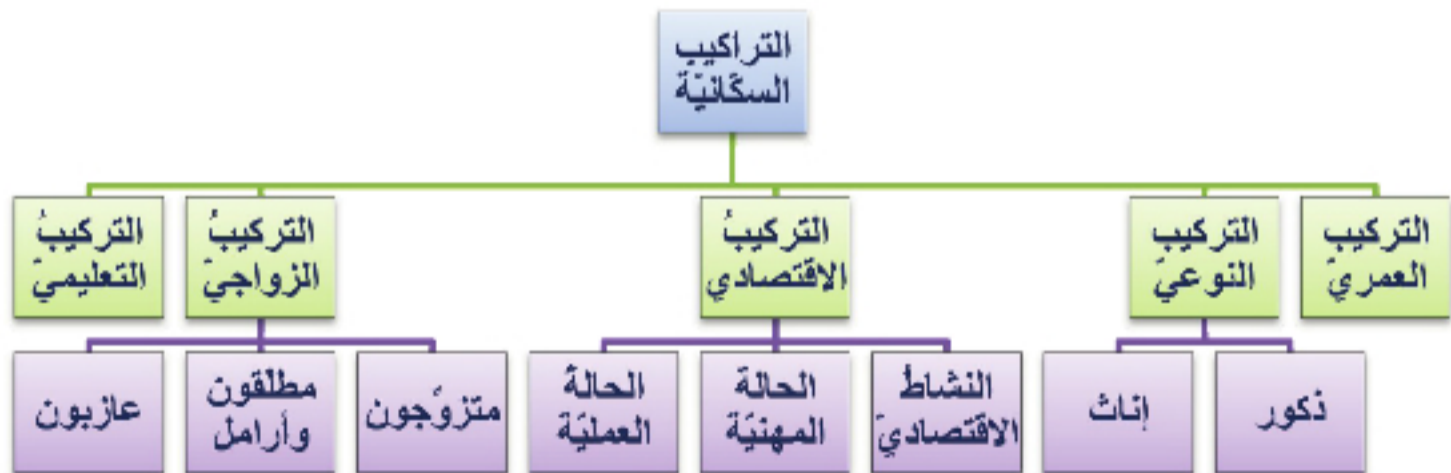 التراكيب
السكّانيّة
التركيب
العمريّ
التركيب
النوعيّ
التركيبُ
الاقتصادي
التركيبُ
الزواجيّ
التركيبُ
التعليميّ
ذكور
إناث
النشاطُ
الاقتصاديّ
الحالة
المهنيّة
الحالةُ
العمليّة
متزوّجون
مطلقون
وأرامل
عازبون